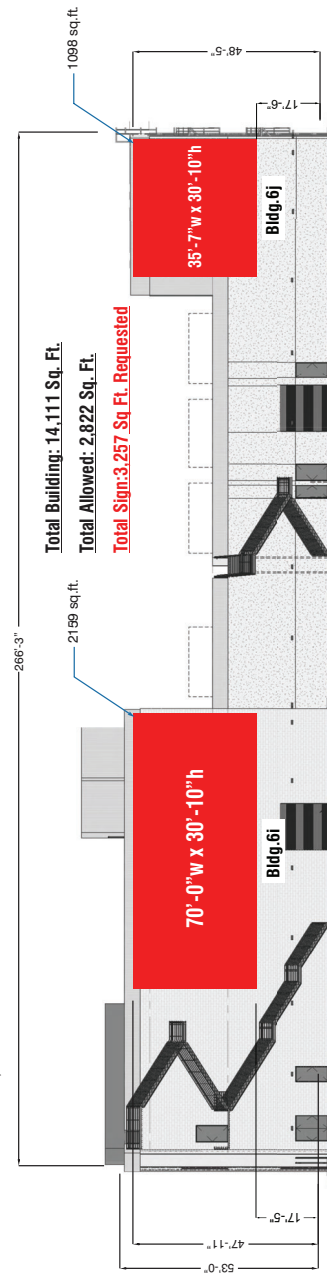 266'-3"
2159 sq.ft.
1098 sq.ft.
Total Building: 14,111 Sq. Ft.
Total Allowed: 2,822 Sq. Ft.
Total Sign:3,257 Sq Ft. Requested
70'-0"w x 30'-10"h
35'-7"w x 30'-10"h
Bldg.6i
Bldg.6j
53'-0"
47'-11"
17'-5"
48'-5"
17'-6"